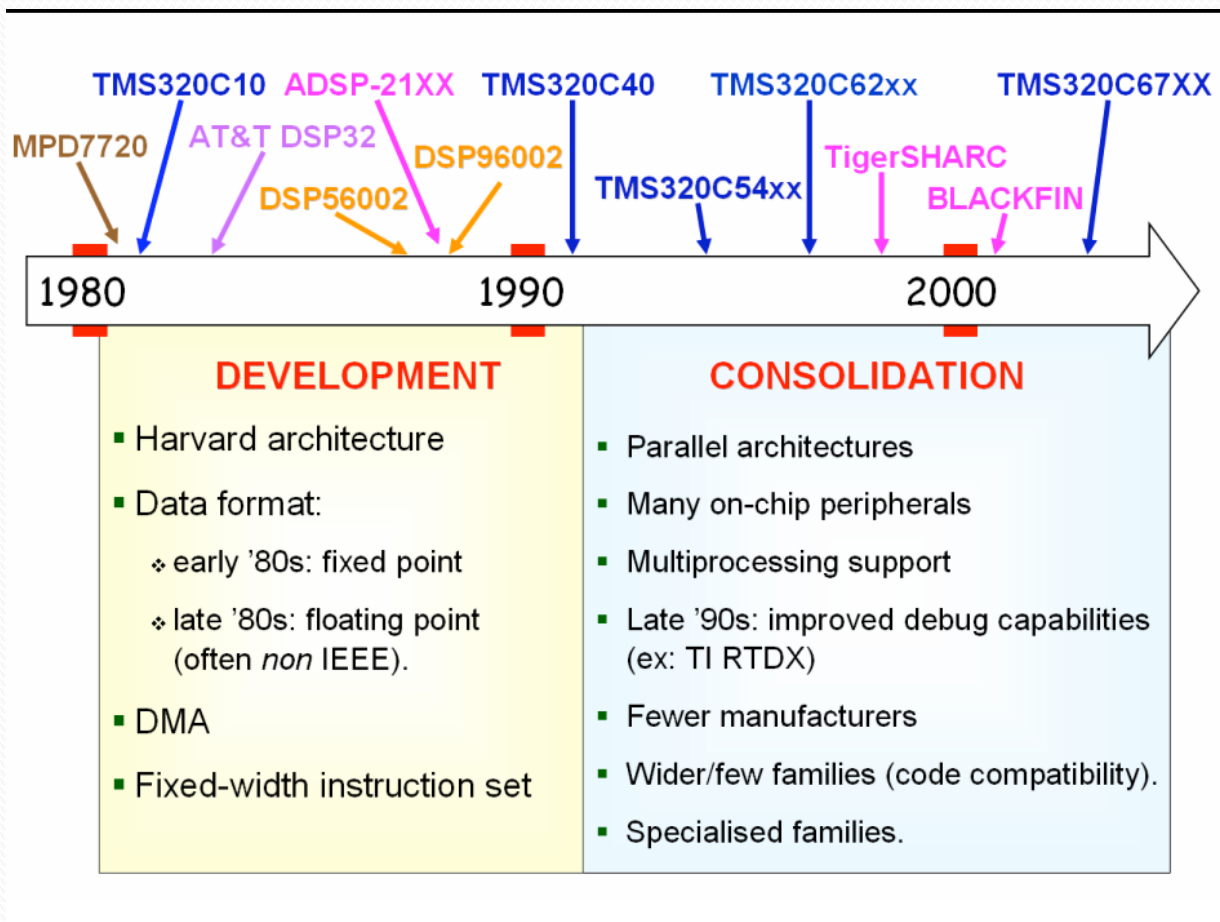 TMS320C10 ADSP-21XX TMS320C40 TMS320C62xx TMS320C67XX
MPD7720 AT&T DSP32 DSP96002 TigerSHARC
DSP56002 TMS320C54xx BLACKFIN
1980 1990 2000
DEVELOPMENT
▪ Harvard architecture
▪ Data format:
❖ early '80s: fixed point
❖ late '80s: floating point
(often non IEEE).
▪ DMA
▪ Fixed-width instruction set
CONSOLIDATION
▪ Parallel architectures
▪ Many on-chip peripherals
▪ Multiprocessing support
▪ Late '90s: improved debug capabilities
(ex: TI RTDX)
▪ Fewer manufacturers
▪ Wider/few families (code compatibility).
▪ Specialised families.